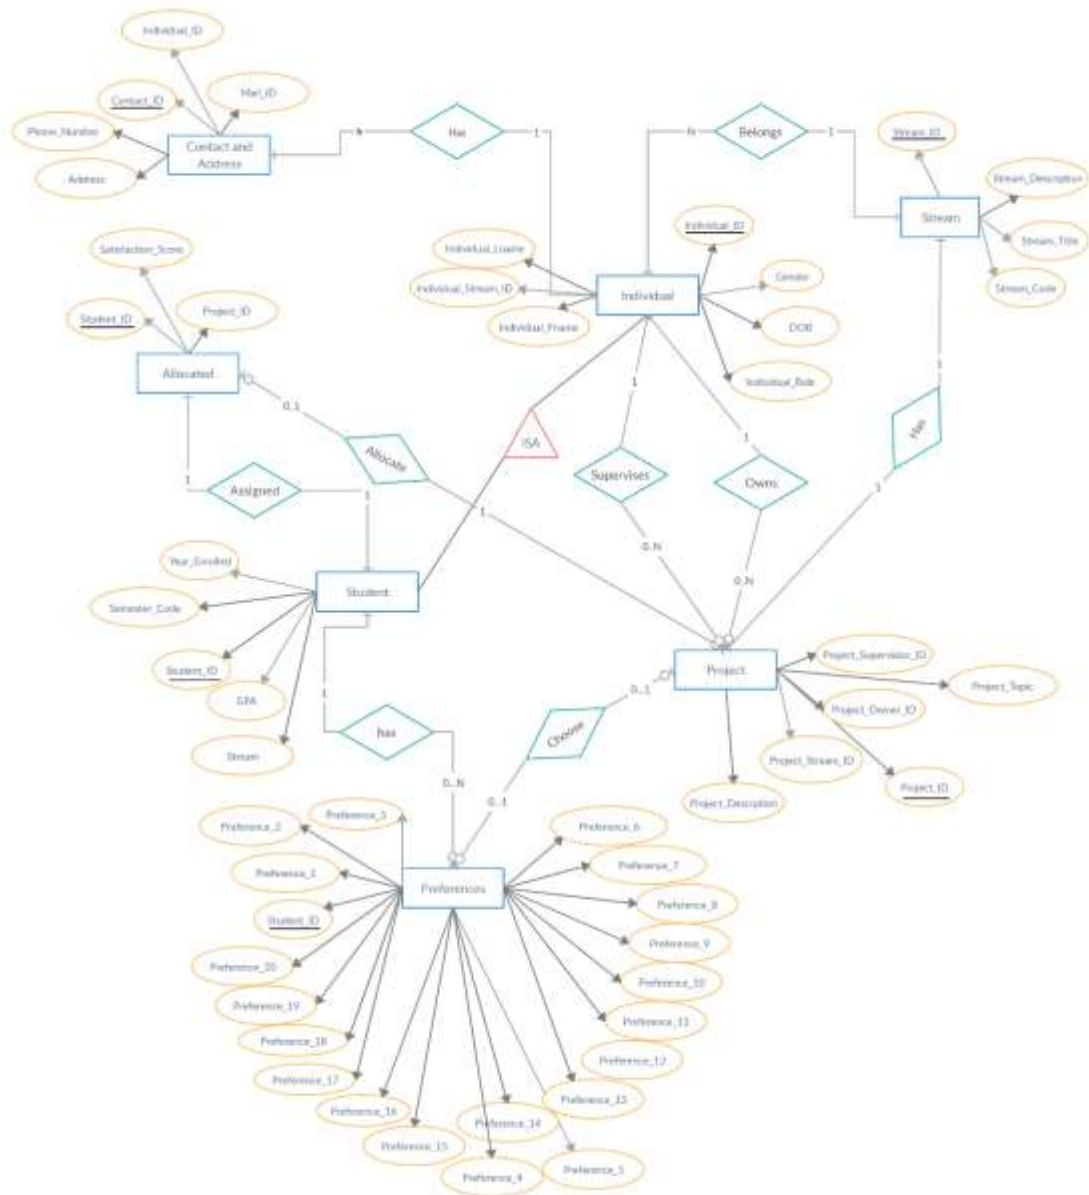 Individual_ID
Contact_ID
Mail_ID
Phone_Number
Address
Contact and
Address
Has
1
N
Belongs
1
Stream_ID
Stream_Description
Stream
Stream_Title
Stream_Code
Individual_ID
Individual_Lname
Individual_Stream_ID
Individual_Fname
Individual
Gender
DOB
Individual_Role
Satisfaction_Score
Student_ID
Project_ID
Allocated
0..1
Allocate
ISA
1
1
1
Has
Supervises
Owns
1
Assigned
1
1
1
0..N
0..N
Year_Enrolled
Semester_Code
Student_ID
GPA
Stream
Student
Project
Project_Supervisor_ID
Project_Topic
Project_Owner_ID
Project_Stream_ID
Project_ID
Project_Description
0..1
Choose
1
has
0..N
0..1
Preference_3
Preference_2
Preference_1
Student_ID
Preferences
Preference_6
Preference_7
Preference_8
Preference_9
Preference_10
Preference_11
Preference_12
Preference_13
Preference_20
Preference_19
Preference_18
Preference_17
Preference_16
Preference_15
Preference_14
Preference_4
Preference_5